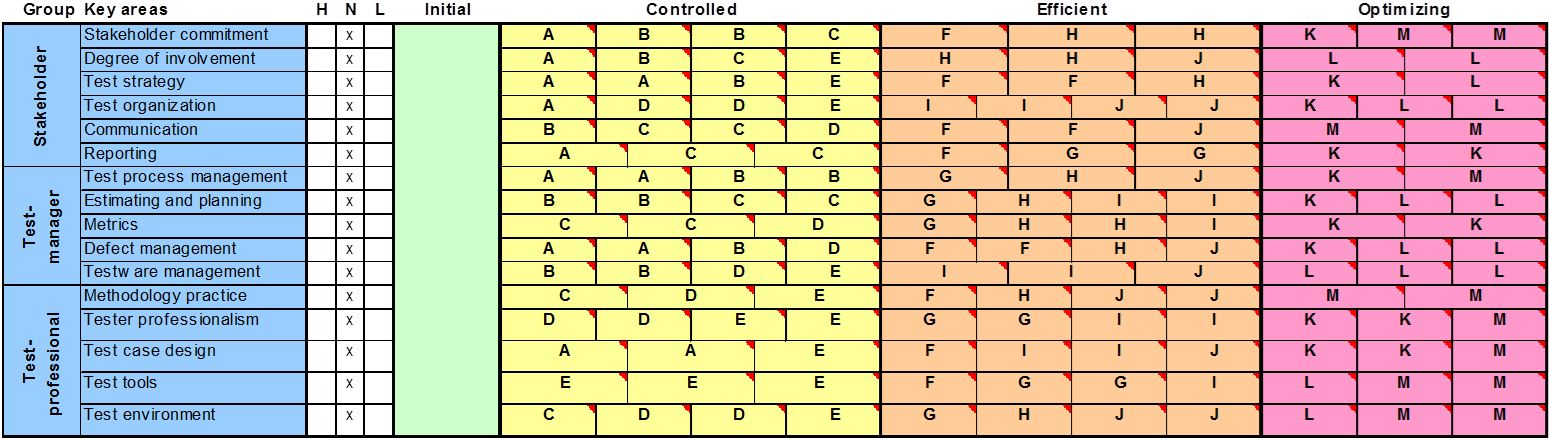 Group Key areas H N L Initial Controlled Efficient Optimizing
Stakeholder
Stakeholder commitment x A B B C F H H K M M
Degree of involvement x A B C E H H J L L
Test strategy x A A B E F F H K L
Test organization x A D D E I I J J K L L
Communication x B C C D F F J M M
Reporting x A C C F G G K K
Test-
manager
Test process management x A A B B G H J K M
Estimating and planning x B B C C G H I I K L L
Metrics x C C D G H H I K K
Defect management x A A B D F F H J K L L
Testw are management x B B D E I I J L L L
Test-
professional
Methodology practice x C D E F H J J M M
Tester professionalism x D D E E G G I I K K M
Test case design x A A E F I I J K K M
Test tools x E E E F G G I L M M
Test environment x C D D E G H J J L M M